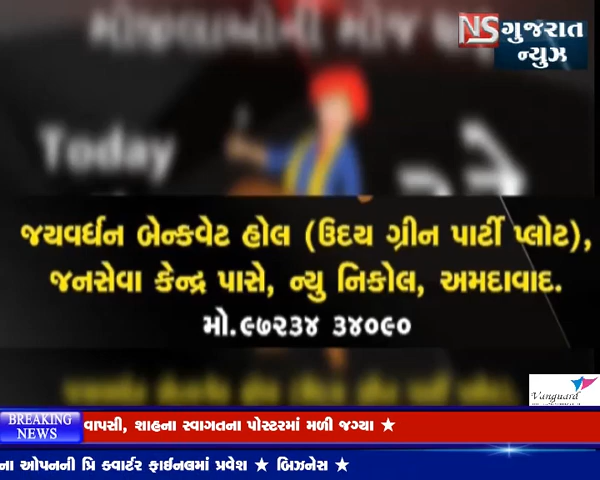 મોજીલાઓની મોજ
NS ગુજરાત
ન્યુઝ
Today
જયવર્ધન બેન્કવેટ હોલ (ઉદય ગ્રીન પાર્ટી પ્લોટ),
જનસેવા કેન્દ્ર પાસે, ન્યુ નિકોલ, અમદાવાદ.
મો.૯૭૨૩૪ ૩૪૦૯૦
Vanguard
BREAKING NEWS
વાપસી, શાહના સ્વાગતના પોસ્ટરમાં મળી જગ્યા ★
ના ઓપનની પ્રિ ક્વાર્ટર ફાઈનલમાં પ્રવેશ ★ બિઝનેસ ★